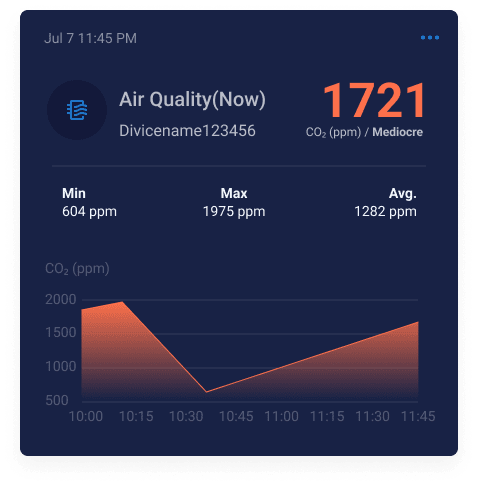 Jul 7 11:45 PM
Air Quality(Now)
Divicename123456
1721
CO₂ (ppm) / Mediocre
Min Max Avg.
604 ppm 1975 ppm 1282 ppm
CO₂ (ppm)
2000
1500
1000
500
10:00 10:15 10:30 10:45 11:00 11:15 11:30 11:45